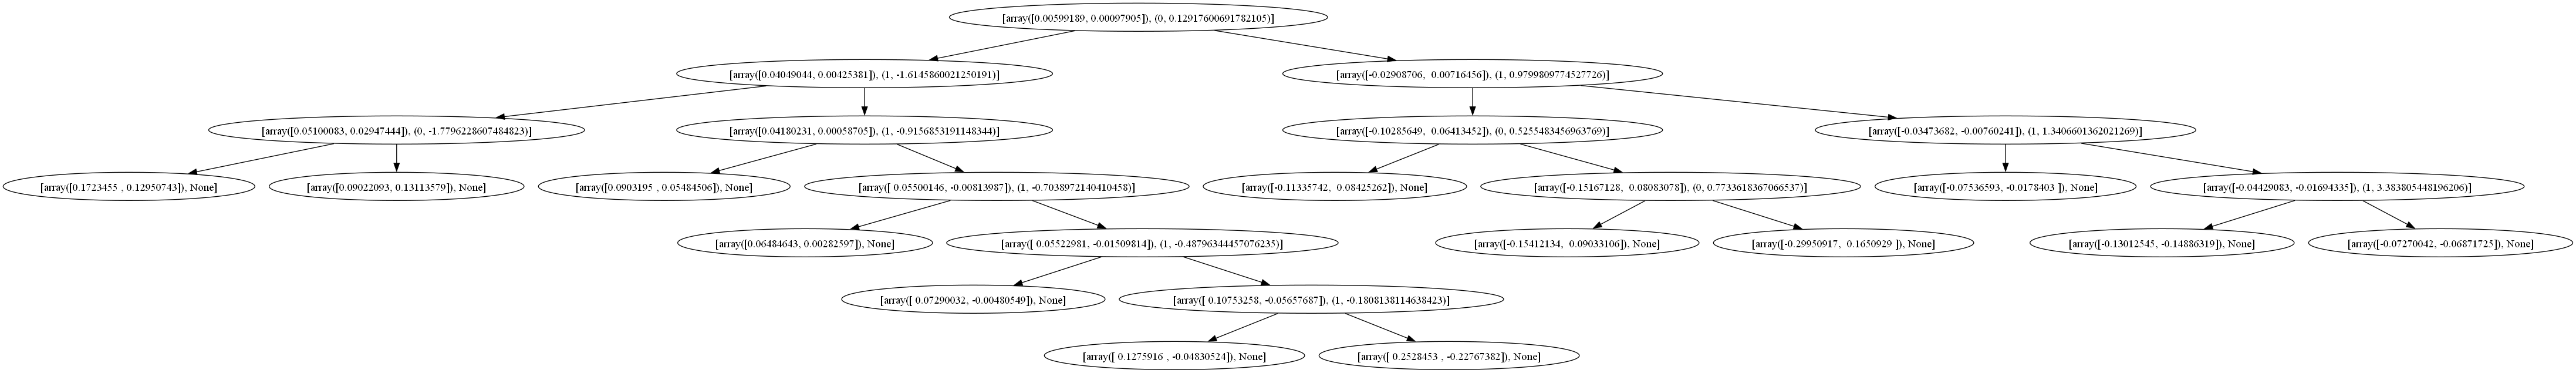 [array([0.00599189, 0.00097905]), (0, 0.12917600691782105)]
[array([0.04049044, 0.00425381]), (1, -1.6145860021250191)]
[array([-0.02908706,  0.00716456]), (1, 0.9799809774527726)]
[array([0.05100083, 0.02947444]), (0, -1.7796228607484823)]
[array([0.04180231, 0.00058705]), (1, -0.9156853191148344)]
[array([-0.10285649,  0.06413452]), (0, 0.5255483456963769)]
[array([-0.03473682, -0.00760241]), (1, 1.3406601362021269)]
[array([0.1723455 , 0.12950743]), None]
[array([0.09022093, 0.13113579]), None]
[array([0.0903195 , 0.05484506]), None]
[array([ 0.05500146, -0.00813987]), (1, -0.7038972140410458)]
[array([-0.11335742,  0.08425262]), None]
[array([-0.15167128,  0.08083078]), (0, 0.7733618367066537)]
[array([-0.07536593, -0.0178403 ]), None]
[array([-0.04429083, -0.01694335]), (1, 3.383805448196206)]
[array([0.06484643, 0.00282597]), None]
[array([ 0.05522981, -0.01509814]), (1, -0.48796344457076235)]
[array([-0.15412134,  0.09033106]), None]
[array([-0.29950917,  0.1650929 ]), None]
[array([-0.13012545, -0.14886319]), None]
[array([-0.07270042, -0.06871725]), None]
[array([ 0.07290032, -0.00480549]), None]
[array([ 0.10753258, -0.05657687]), (1, -0.1808138114638423)]
[array([ 0.1275916 , -0.04830524]), None]
[array([ 0.2528453 , -0.22767382]), None]